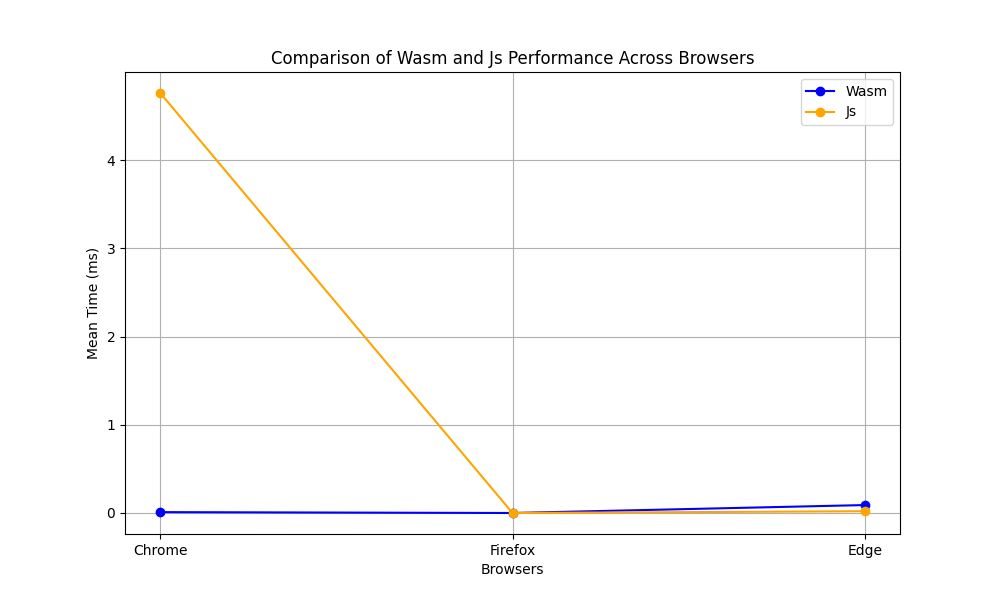 Comparison of Wasm and Js Performance Across Browsers
Wasm
Js
Mean Time (ms)
4
3
2
1
0
Chrome
Firefox
Edge
Browsers